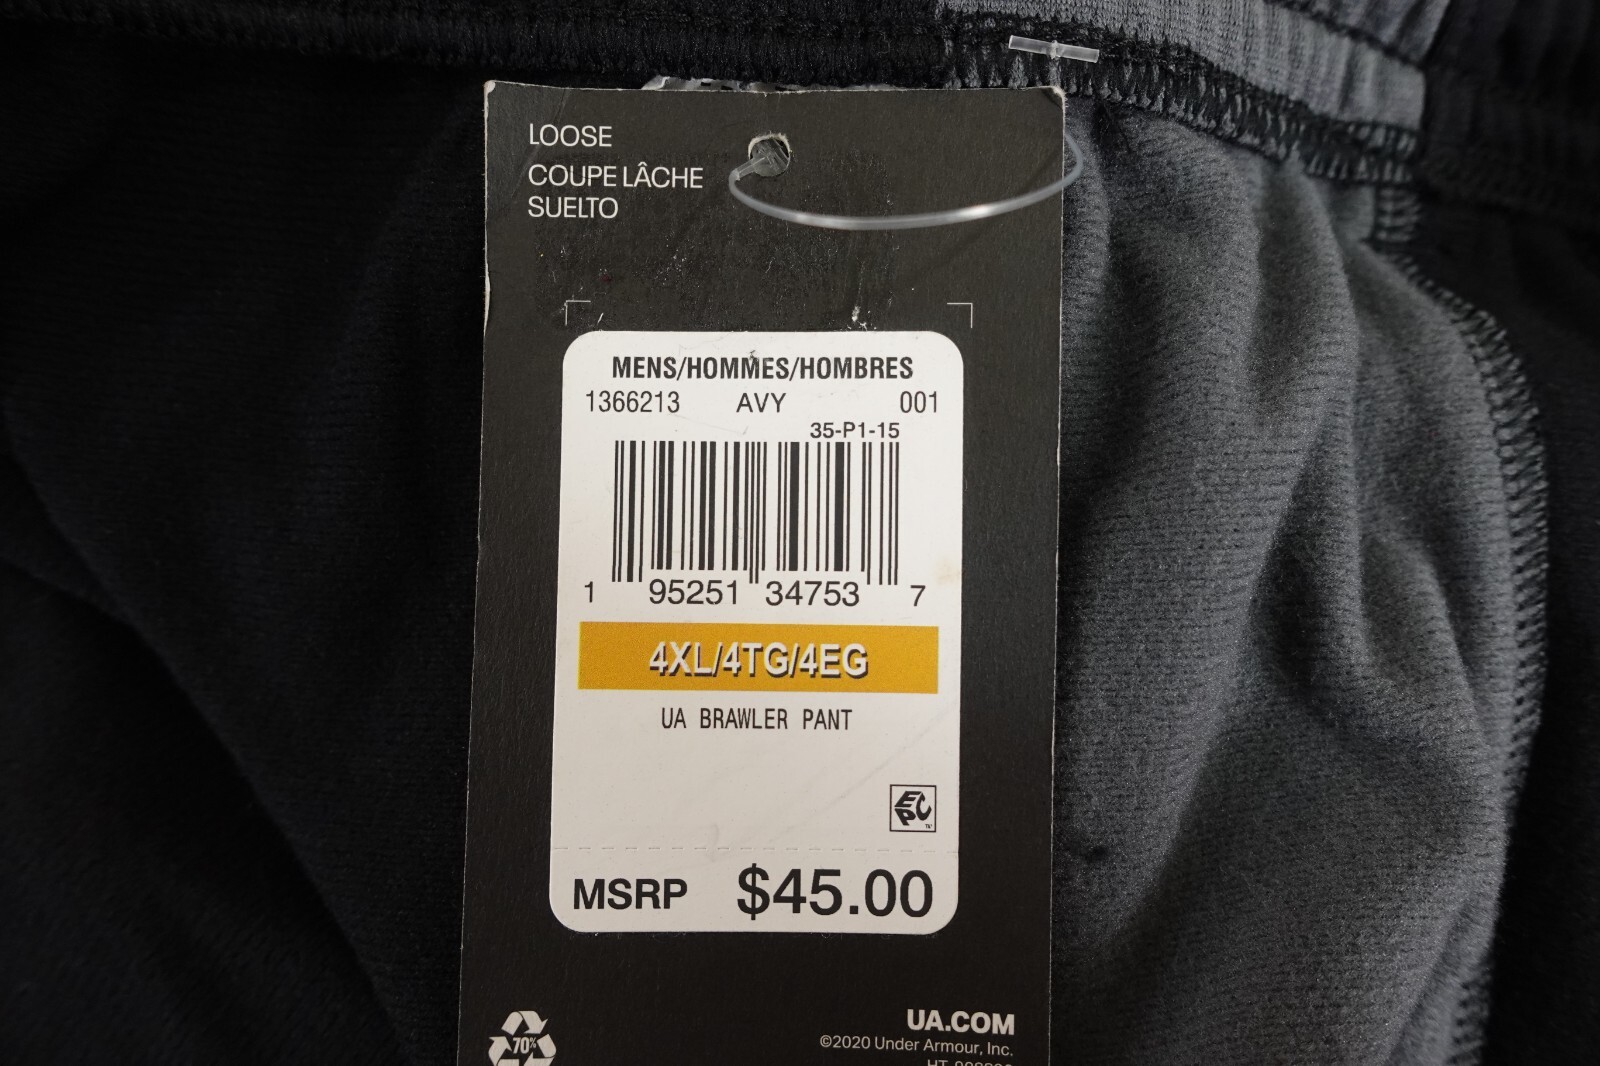 LOOSE
COUPE LÂCHE
SUELTO
MENS/HOMMES/HOMBRES
1366213 AVY 001
35-P1-15
1 95251 34753 7
4XL/4TG/4EG
UA BRAWLER PANT
EPC
MSRP $45.00
70%
UA.COM
©2020 Under Armour, Inc.